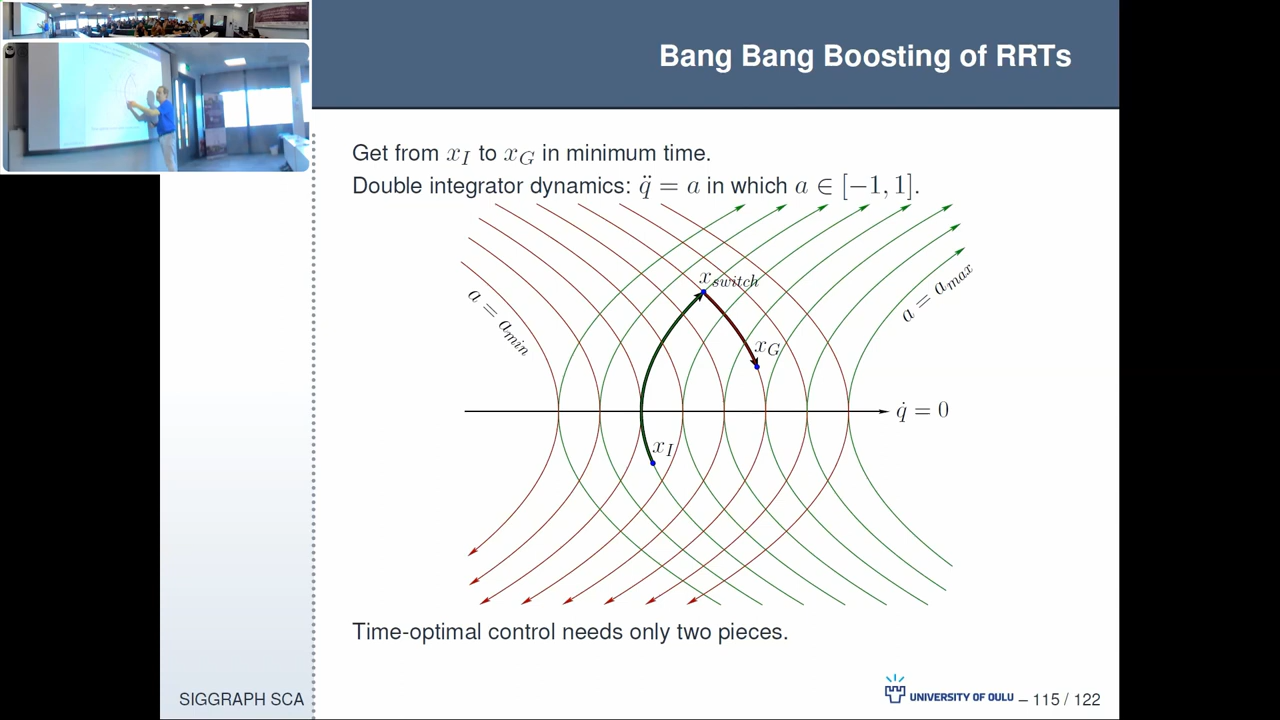 Bang Bang Boosting of RRTs
Get from x_I to x_G in minimum time.
Double integrator dynamics: q̈ = a in which a ∈ [−1, 1].
x_switch
a = a_min
a = a_max
x_G
q̇ = 0
x_I
Time-optimal control needs only two pieces.
SIGGRAPH SCA
UNIVERSITY OF OULU
– 115 / 122